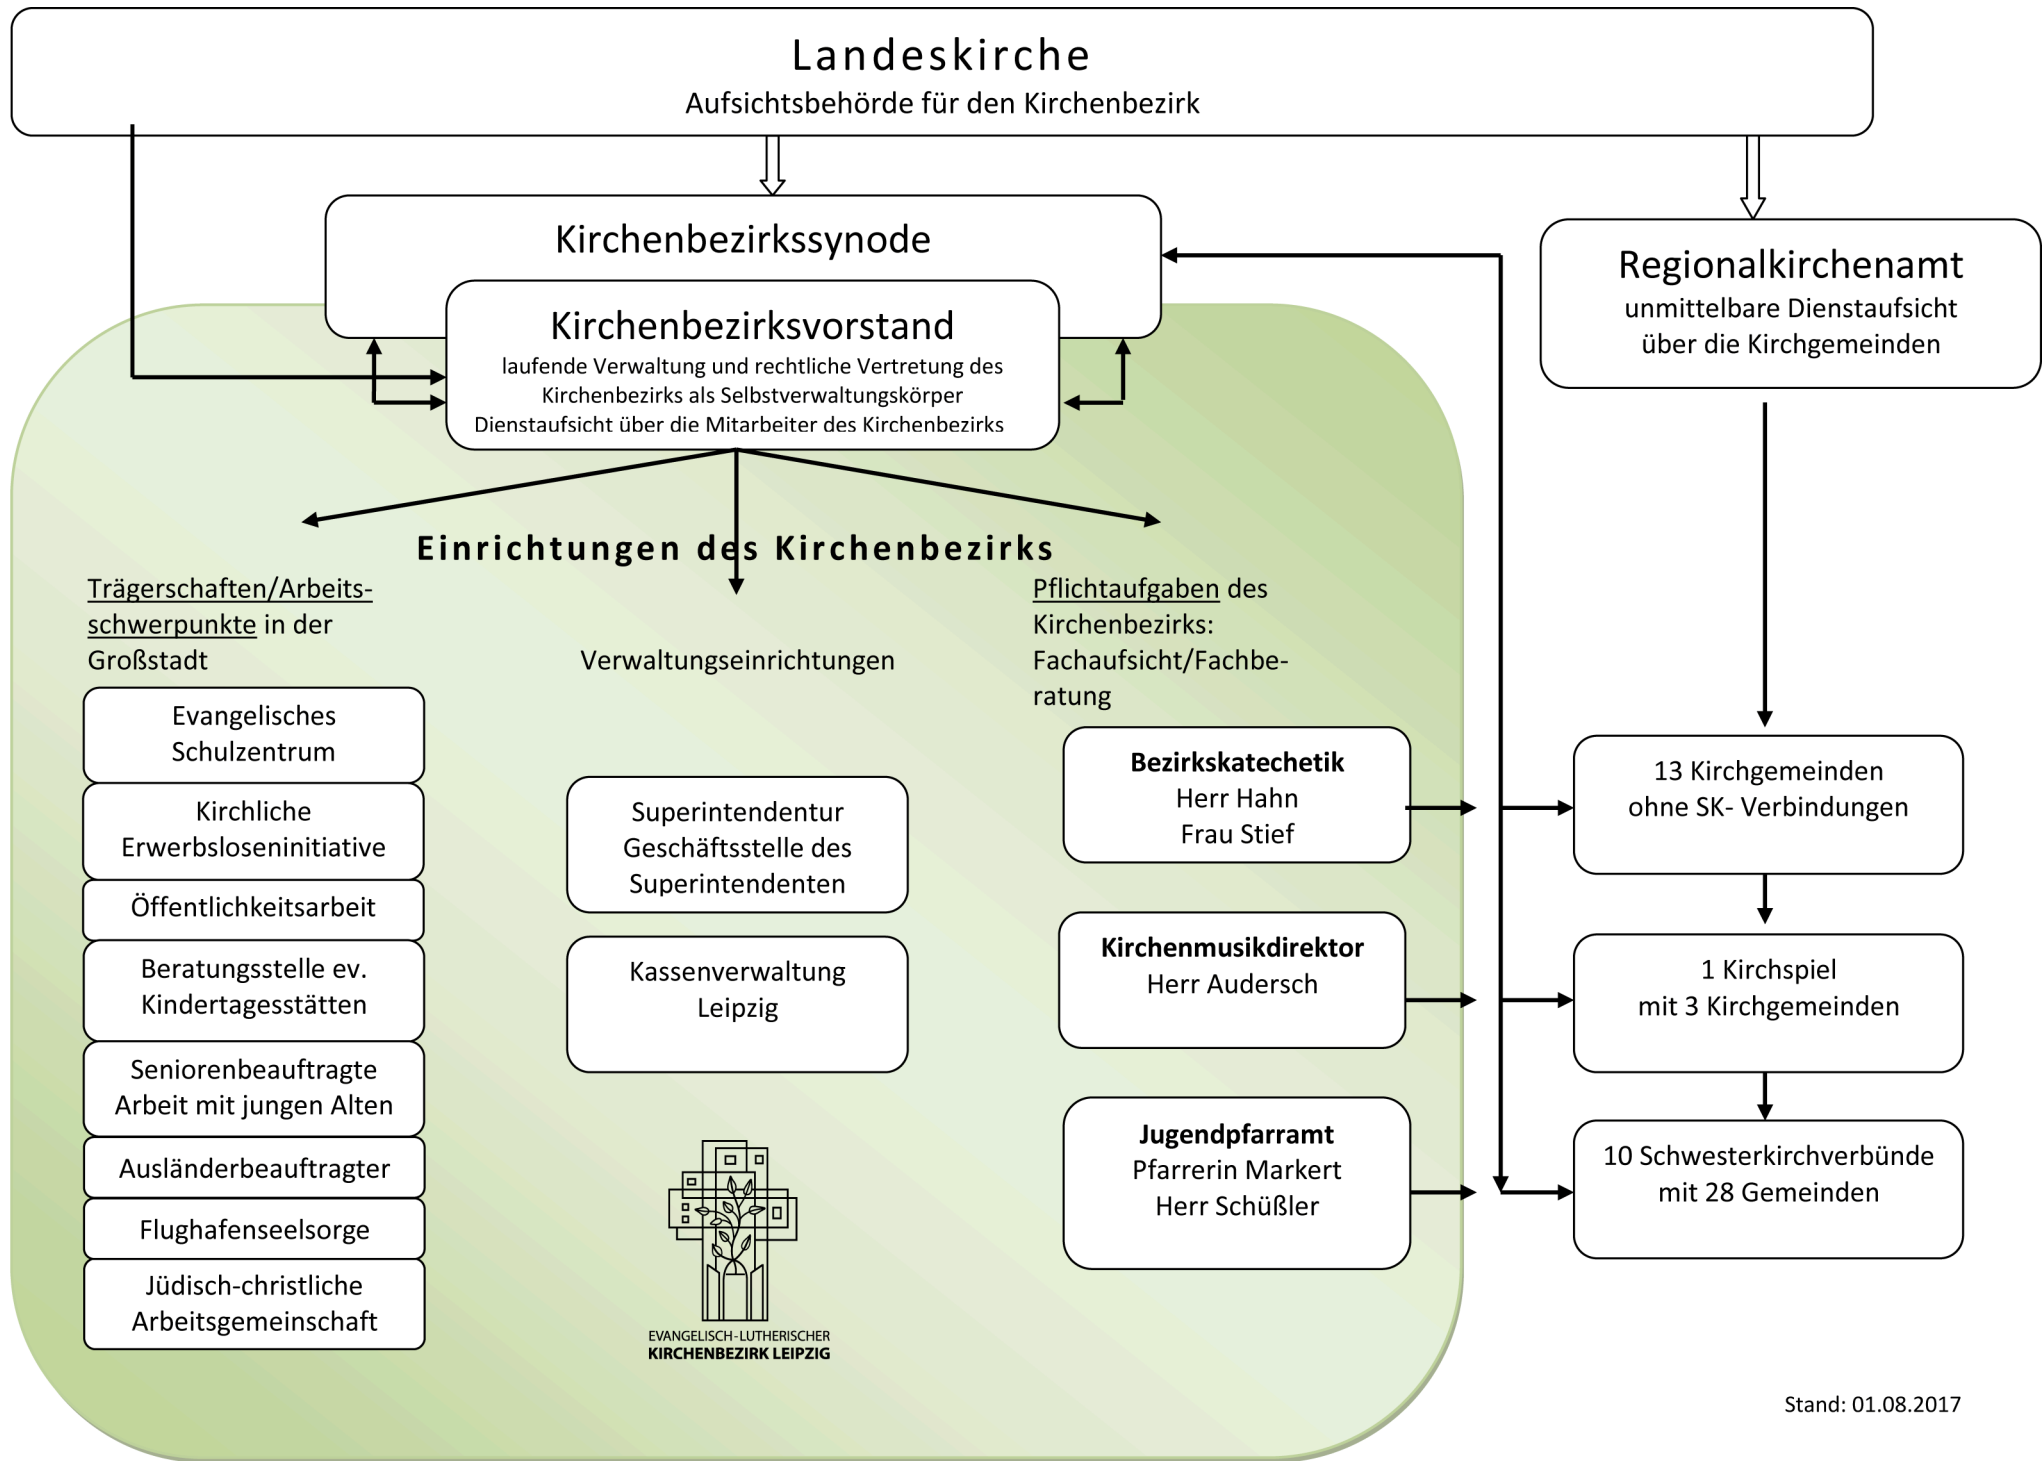 Landeskirche
Aufsichtsbehörde für den Kirchenbezirk
Kirchenbezirkssynode
Kirchenbezirksvorstand
laufende Verwaltung und rechtliche Vertretung des
Kirchenbezirks als Selbstverwaltungskörper
Dienstaufsicht über die Mitarbeiter des Kirchenbezirks
Regionalkirchenamt
unmittelbare Dienstaufsicht
über die Kirchgemeinden
Einrichtungen des Kirchenbezirks
Trägerschaften/Arbeits-
schwerpunkte in der
Großstadt
Evangelisches
Schulzentrum
Kirchliche
Erwerbsloseninitiative
Öffentlichkeitsarbeit
Beratungsstelle ev.
Kindertagesstätten
Seniorenbeauftragte
Arbeit mit jungen Alten
Ausländerbeauftragter
Flughafenseelsorge
Jüdisch-christliche
Arbeitsgemeinschaft
Verwaltungseinrichtungen
Superintendentur
Geschäftsstelle des
Superintendenten
Kassenverwaltung
Leipzig
EVANGELISCH-LUTHERISCHER
KIRCHENBEZIRK LEIPZIG
Pflichtaufgaben des
Kirchenbezirks:
Fachaufsicht/Fachbe-
ratung
Bezirkskatechetik
Herr Hahn
Frau Stief
Kirchenmusikdirektor
Herr Audersch
Jugendpfarramt
Pfarrerin Markert
Herr Schüßler
13 Kirchgemeinden
ohne SK- Verbindungen
1 Kirchspiel
mit 3 Kirchgemeinden
10 Schwesterkirchverbünde
mit 28 Gemeinden
Stand: 01.08.2017